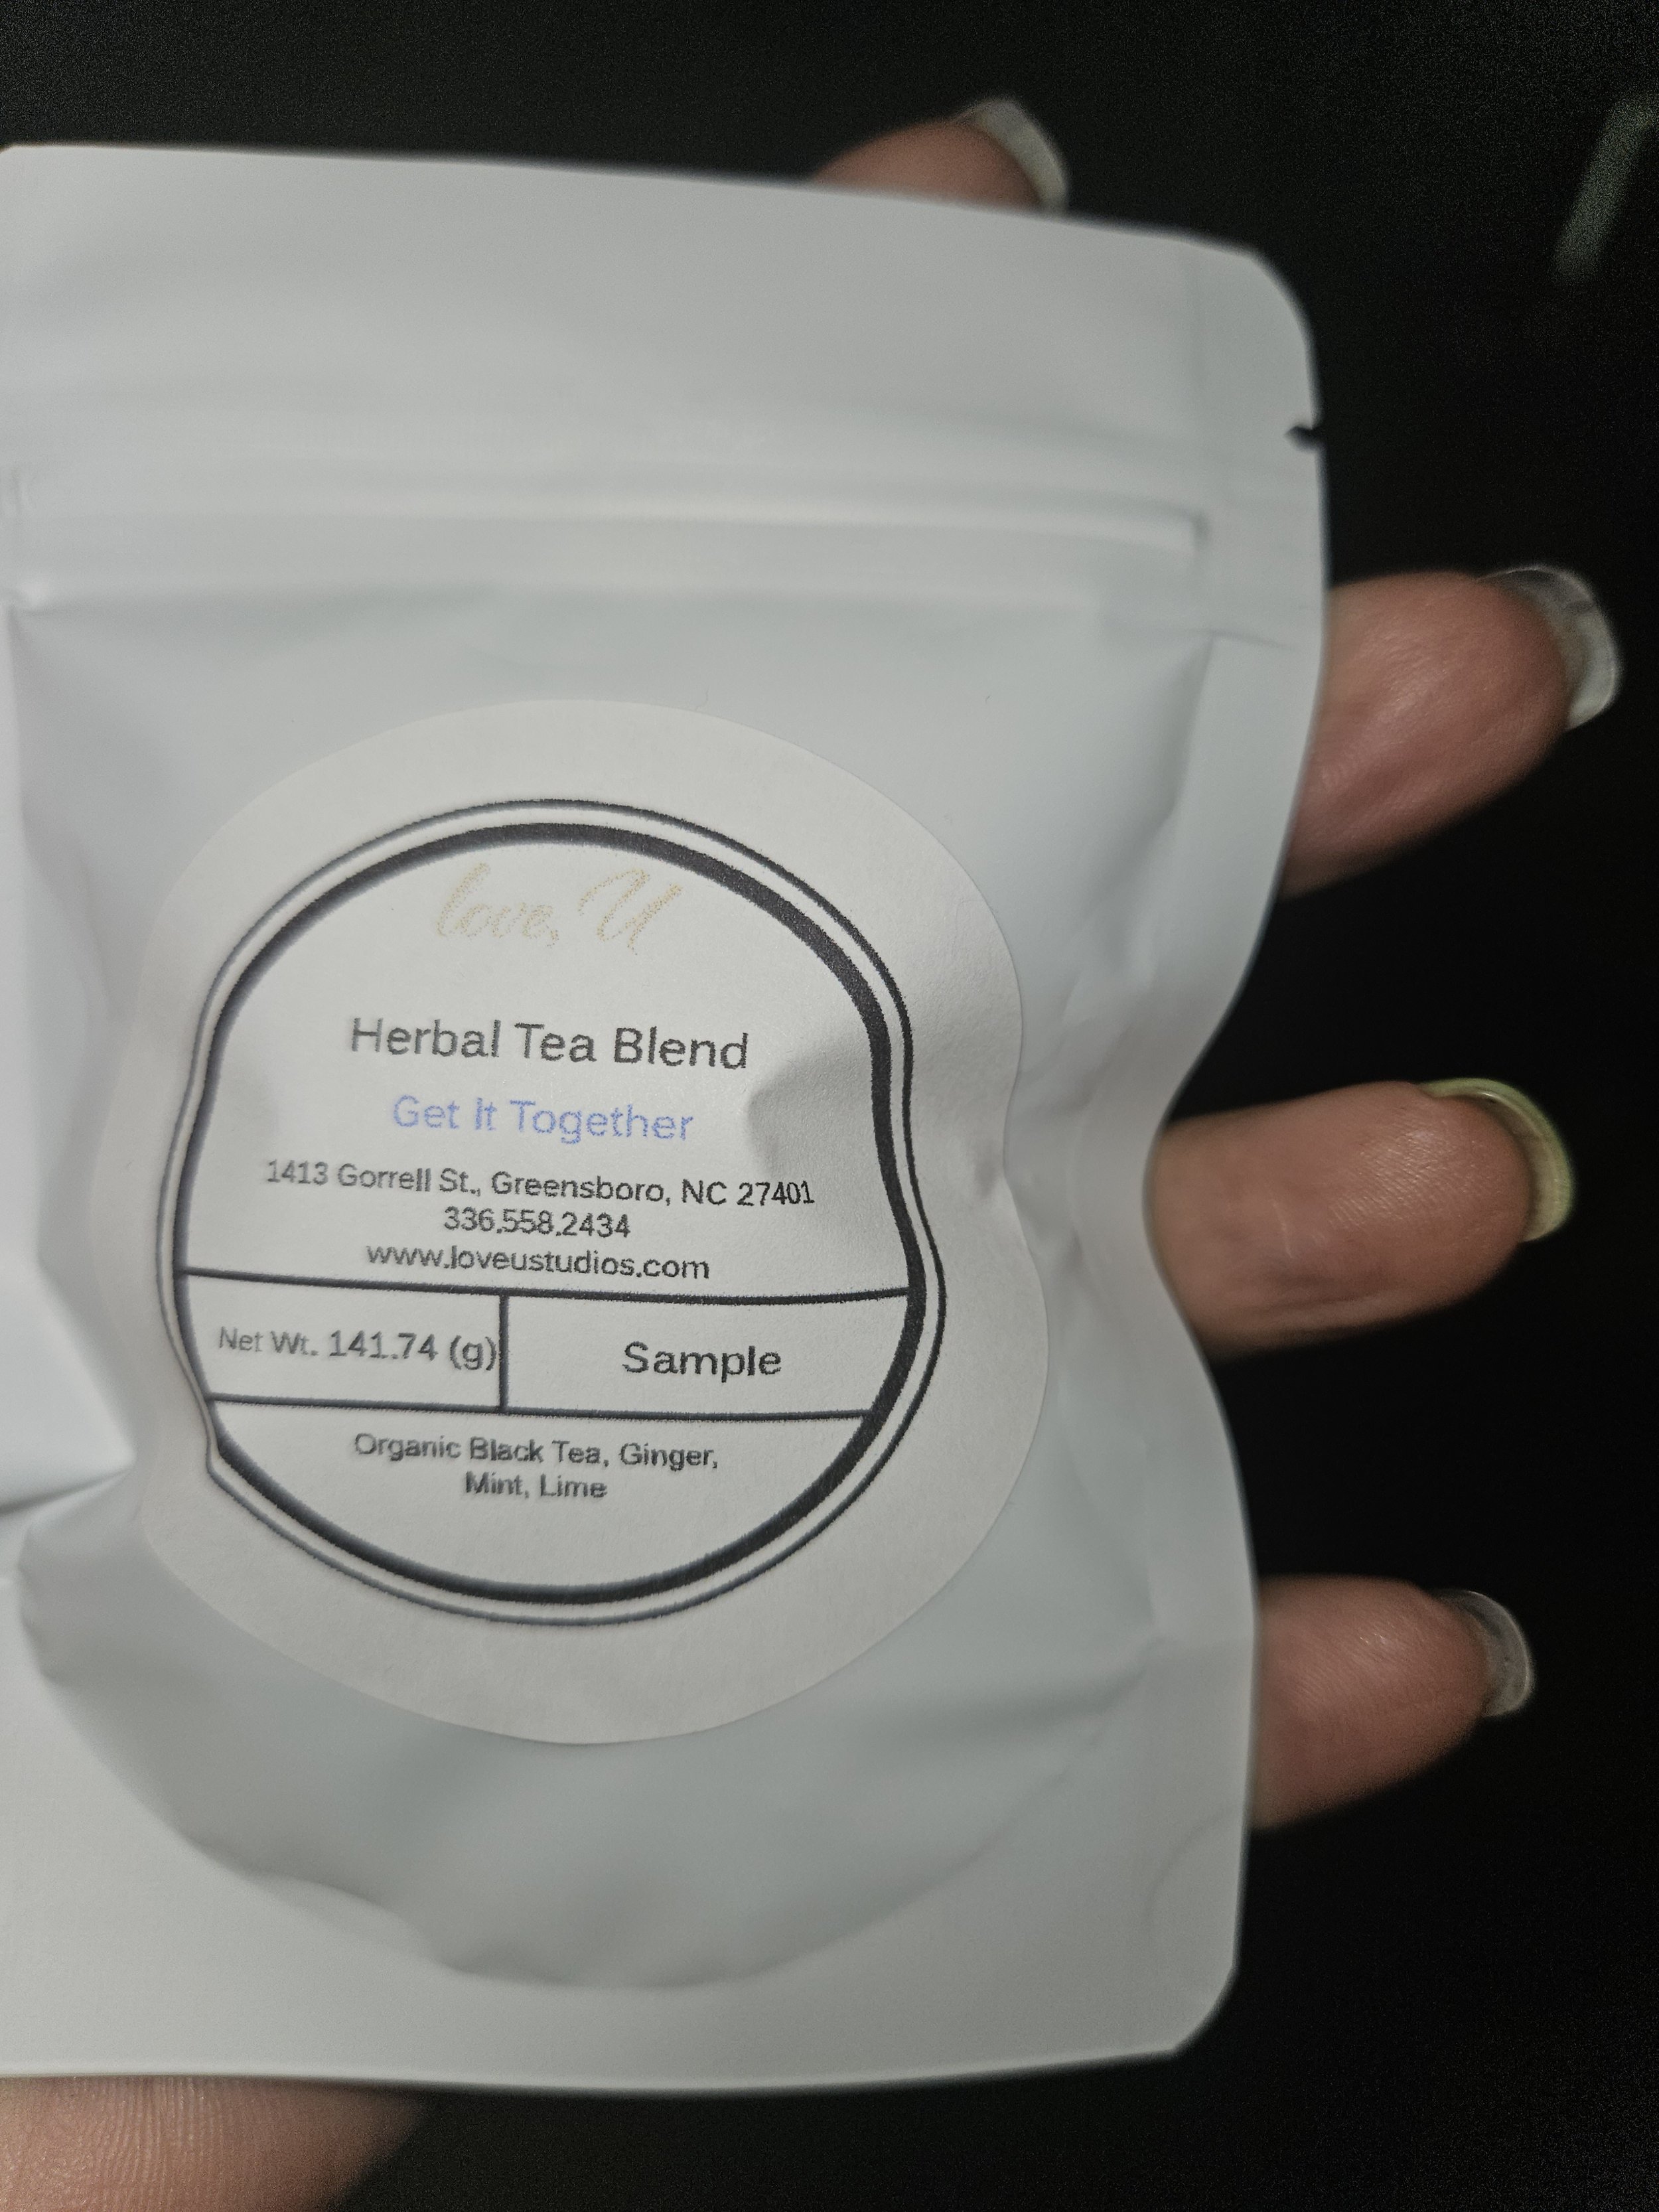 love, U
Herbal Tea Blend
Get It Together
1413 Gorrell St., Greensboro, NC 27401
336.558.2434
www.loveustudios.com
Net Wt. 141.74 (g)
Sample
Organic Black Tea, Ginger,
Mint, Lime